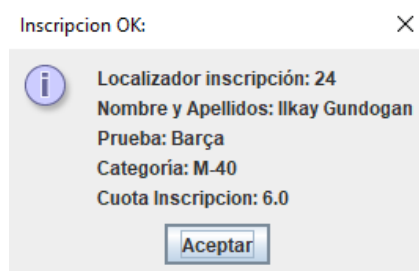 Inscripcion OK:
Localizador inscripción: 24
Nombre y Apellidos: Ilkay Gundogan
Prueba: Barça
Categoría: M-40
Cuota Inscripcion: 6.0
Aceptar